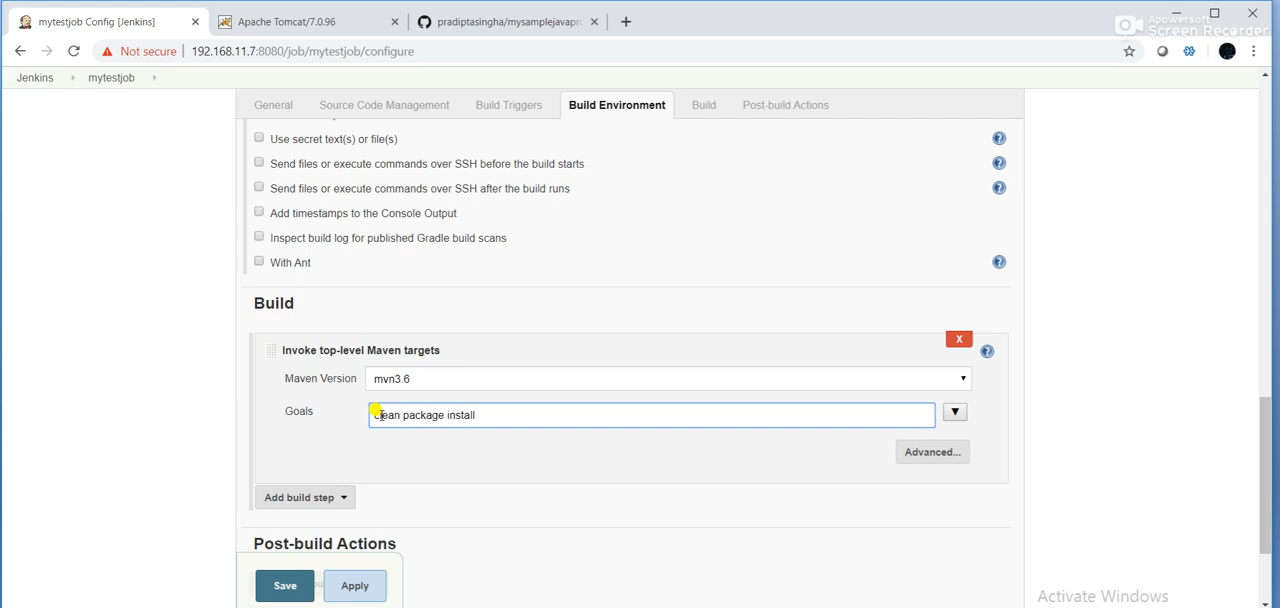 mytestjob Config [Jenkins]
Apache Tomcat/7.0.96
pradiptasingha/mysamplejavapro
Apowersoft
Screen Recorder
Not secure
192.168.11.7:8080/job/mytestjob/configure
Jenkins
mytestjob
General
Source Code Management
Build Triggers
Build Environment
Build
Post-build Actions
Use secret text(s) or file(s)
Send files or execute commands over SSH before the build starts
Send files or execute commands over SSH after the build runs
Add timestamps to the Console Output
Inspect build log for published Gradle build scans
With Ant
Build
X
Invoke top-level Maven targets
Maven Version
mvn3.6
Goals
clean package install
Advanced...
Add build step
Post-build Actions
Save
Apply
Activate Windows